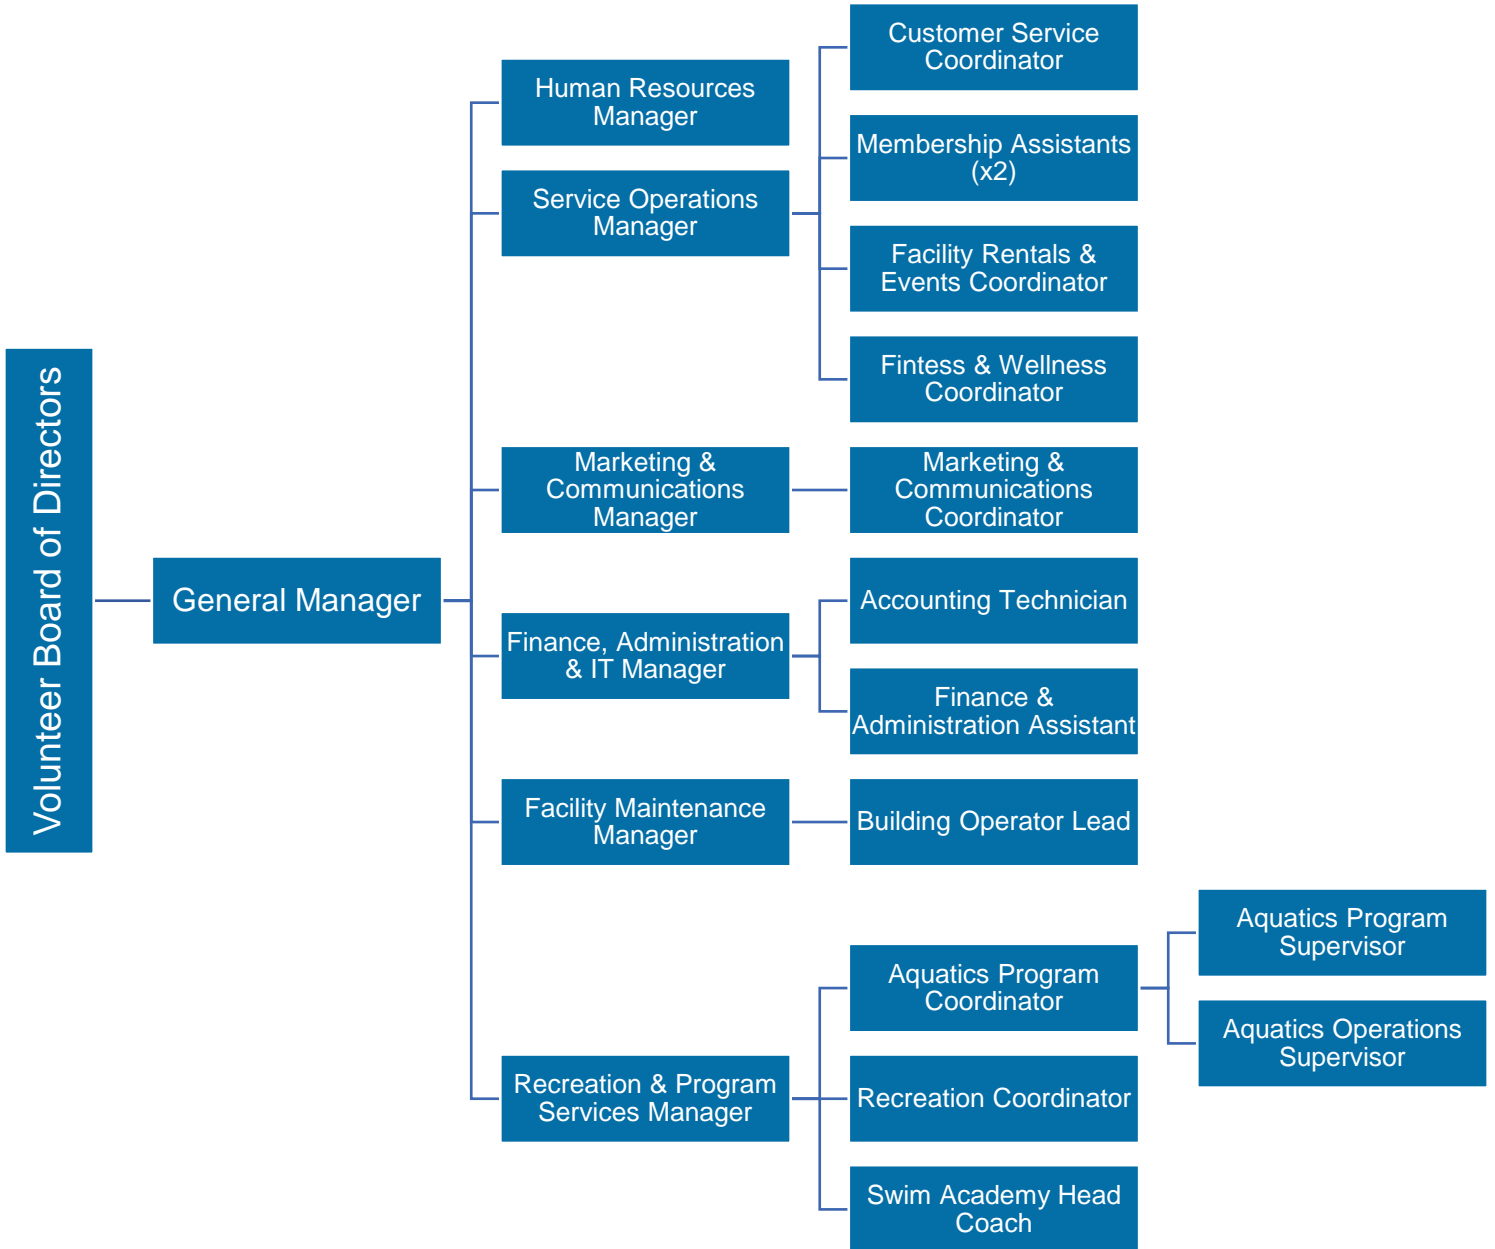 Volunteer Board of Directors
General Manager
Human Resources
Manager
Service Operations
Manager
Customer Service
Coordinator
Membership Assistants
(x2)
Facility Rentals &
Events Coordinator
Fintess & Wellness
Coordinator
Marketing &
Communications
Manager
Marketing &
Communications
Coordinator
Finance, Administration
& IT Manager
Accounting Technician
Finance &
Administration Assistant
Facility Maintenance
Manager
Building Operator Lead
Recreation & Program
Services Manager
Aquatics Program
Coordinator
Aquatics Program
Supervisor
Aquatics Operations
Supervisor
Recreation Coordinator
Swim Academy Head
Coach